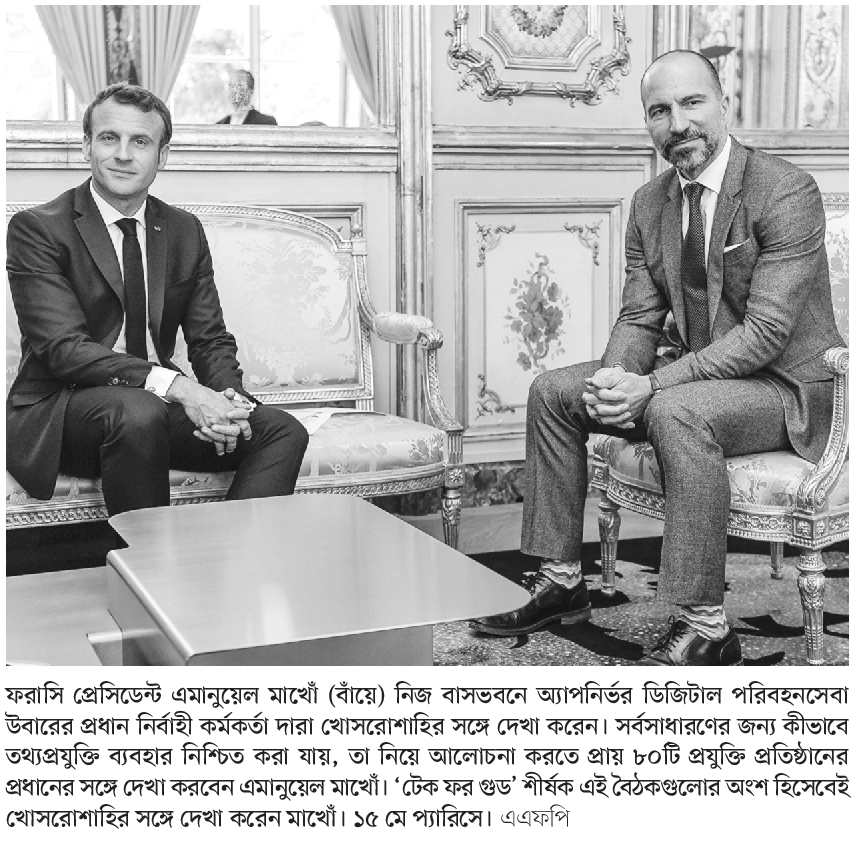 ফরাসি প্রেসিডেন্ট এমানুয়েল মাখোঁ (বাঁয়ে) নিজ বাসভবনে অ্যাপনির্ভর ডিজিটাল পরিবহনসেবা
উবারের প্রধান নির্বাহী কর্মকর্তা দারা খোসরোশাহির সঙ্গে দেখা করেন। সর্বসাধারণের জন্য কীভাবে
তথ্যপ্রযুক্তি ব্যবহার নিশ্চিত করা যায়, তা নিয়ে আলোচনা করতে প্রায় ৮০টি প্রযুক্তি প্রতিষ্ঠানের
প্রধানের সঙ্গে দেখা করবেন এমানুয়েল মাখোঁ। ‘টেক ফর গুড’ শীর্ষক এই বৈঠকগুলোর অংশ হিসেবেই
খোসরোশাহির সঙ্গে দেখা করেন মাখোঁ। ১৫ মে প্যারিসে। এএফপি